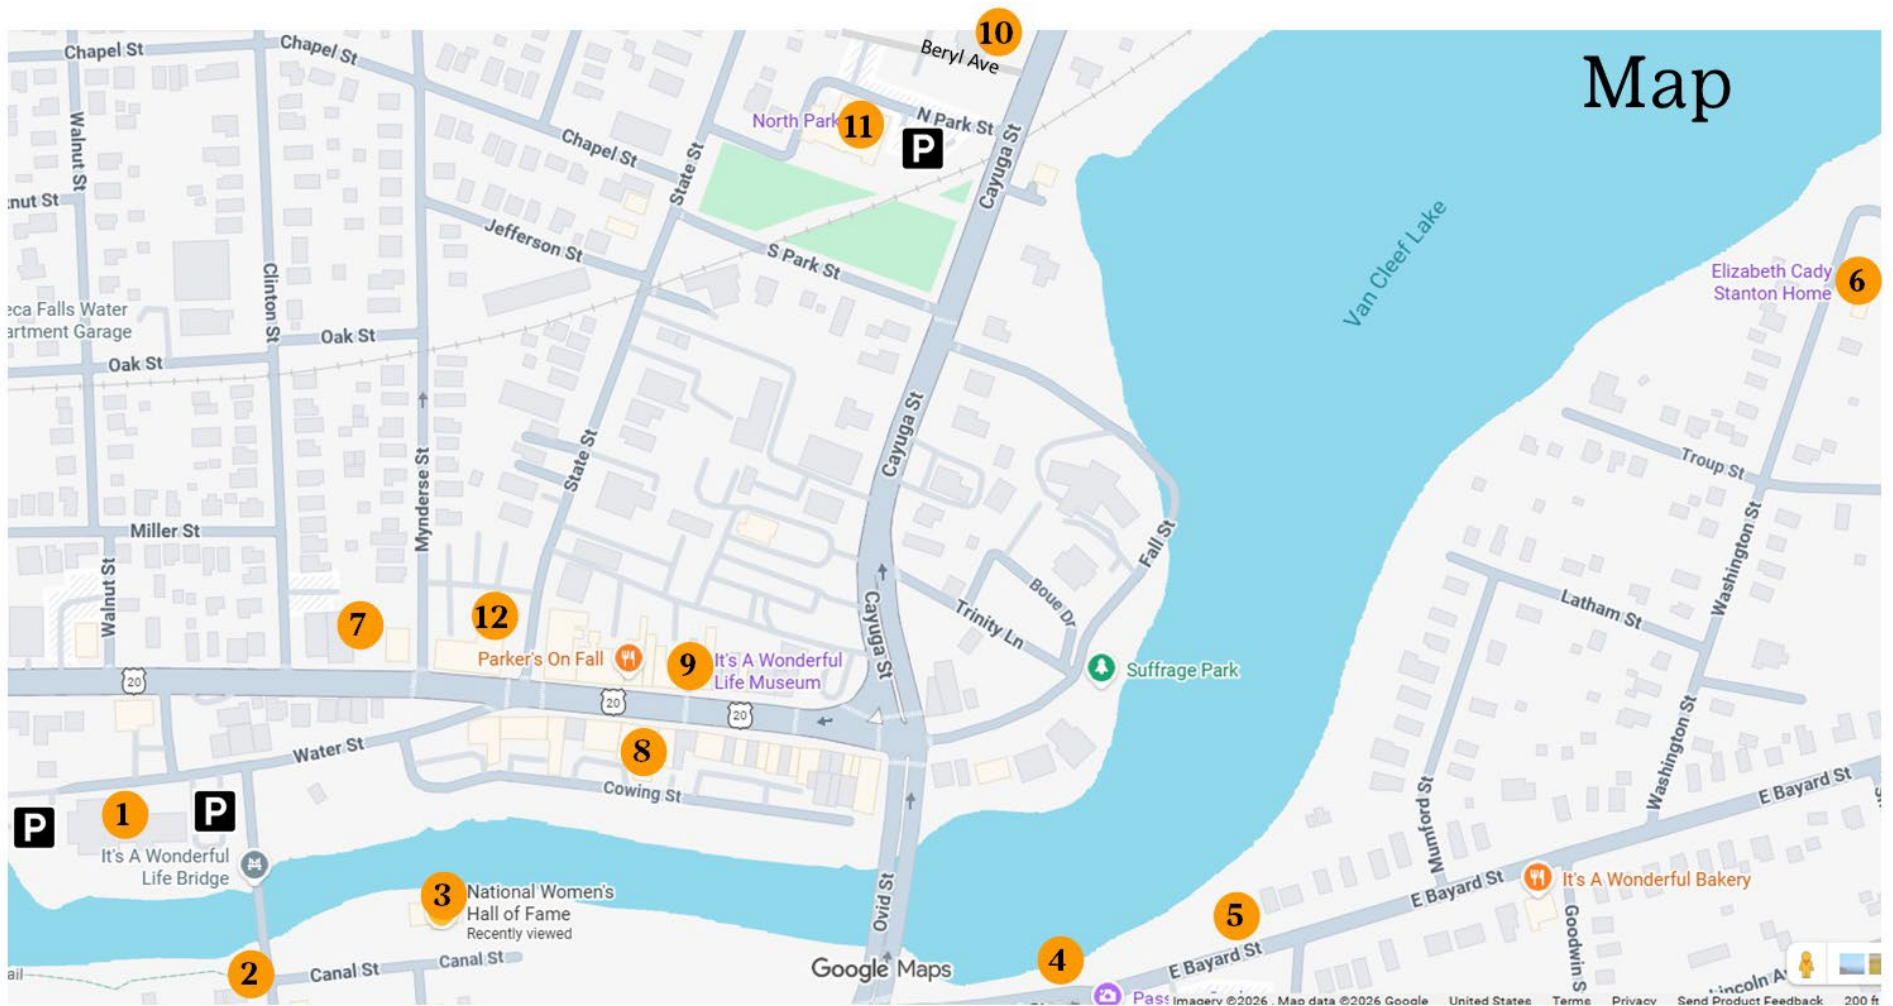 10
Map
Beryl Ave
Chapel St
Chapel St
North Park
11
N Park St
P
Walnut St
Chapel St
State St
Cayuga St
nut St
Jefferson St
S Park St
Van Cleef Lake
Elizabeth Cady
Stanton Home
6
Clinton St
eca Falls Water
artment Garage
Oak St
Oak St
Mynderse St
State St
Cayuga St
Troup St
Miller St
Walnut St
Fall St
Washington St
Boue Dr
Trinity Ln
Latham St
7
12
Cayuga St
Parker's On Fall
9
It's A Wonderful
Life Museum
Suffrage Park
20
20
20
Washington St
Water St
8
Cowing St
E Bayard St
P
1
P
Mumford St
It's A Wonderful
Life Bridge
3
National Women's
Hall of Fame
Recently viewed
Ovid St
E Bayard St
It's A Wonderful Bakery
5
Goodwin S
4
E Bayard St
ail
2
Canal St
Canal St
Google Maps
Lincoln A
Pass
Imagery ©2026 , Map data ©2026 Google United States Terms Privacy Send Product Feedback 200 f